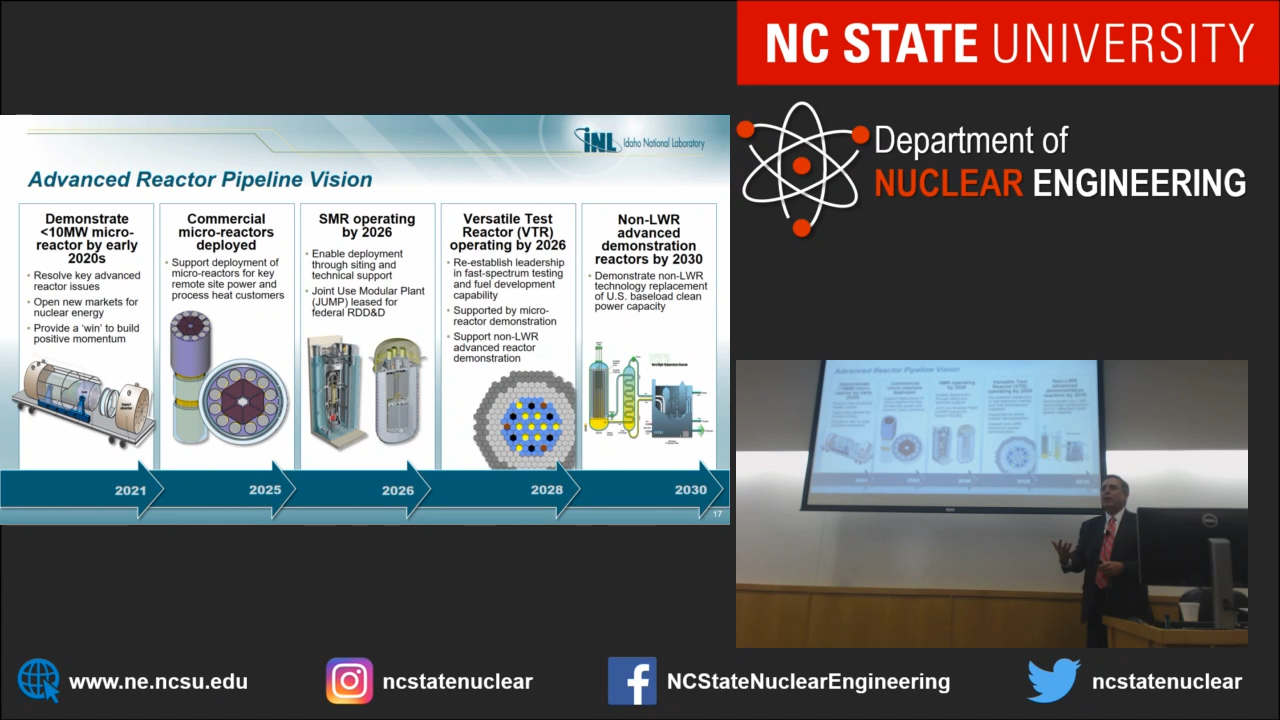 NC STATE UNIVERSITY
Department of
NUCLEAR ENGINEERING
INL Idaho National Laboratory
Advanced Reactor Pipeline Vision
Demonstrate
<10MW micro-
reactor by early
2020s
• Resolve key advanced
reactor issues
• Open new markets for
nuclear energy
• Provide a ‘win’ to build
positive momentum
Commercial
micro-reactors
deployed
• Support deployment of
micro-reactors for key
remote site power and
process heat customers
SMR operating
by 2026
• Enable deployment
through siting and
technical support
• Joint Use Modular Plant
(JUMP) leased for
federal RDD&D
Versatile Test
Reactor (VTR)
operating by 2026
• Re-establish leadership
in fast-spectrum testing
and fuel development
capability
• Supported by micro-
reactor demonstration
• Support non-LWR
advanced reactor
demonstration
Non-LWR
advanced
demonstration
reactors by 2030
• Demonstrate non-LWR
technology replacement
of U.S. baseload clean
power capacity
2021
2025
2026
2028
2030
17
Advanced Reactor Pipeline Vision
DELL
www.ne.ncsu.edu
ncstatenuclear
NCStateNuclearEngineering
ncstatenuclear